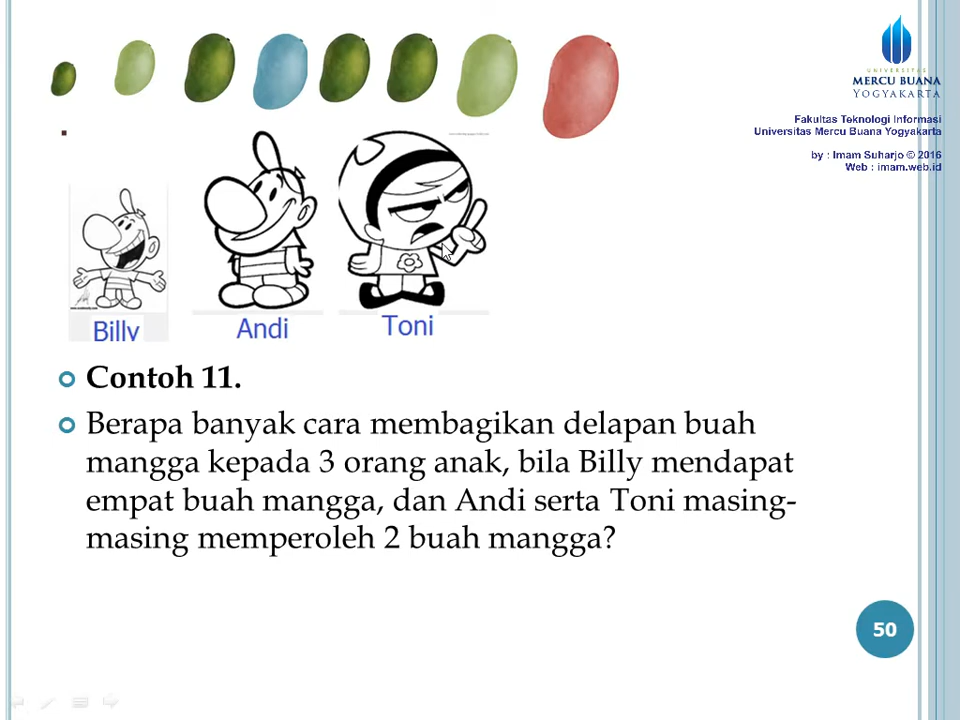 UNIVERSITAS
MERCU BUANA
YOGYAKARTA
Fakultas Teknologi Informasi
Universitas Mercu Buana Yogyakarta
by : Imam Suharjo © 2016
Web : imam.web.id
Billy
Andi
Toni
Contoh 11.
Berapa banyak cara membagikan delapan buah
mangga kepada 3 orang anak, bila Billy mendapat
empat buah mangga, dan Andi serta Toni masing-
masing memperoleh 2 buah mangga?
50